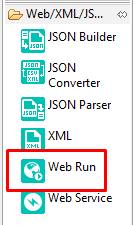 Web/XML/JS...
JSON Builder
JSON
Converter
JSON Parser
XML
Web Run
Web Service